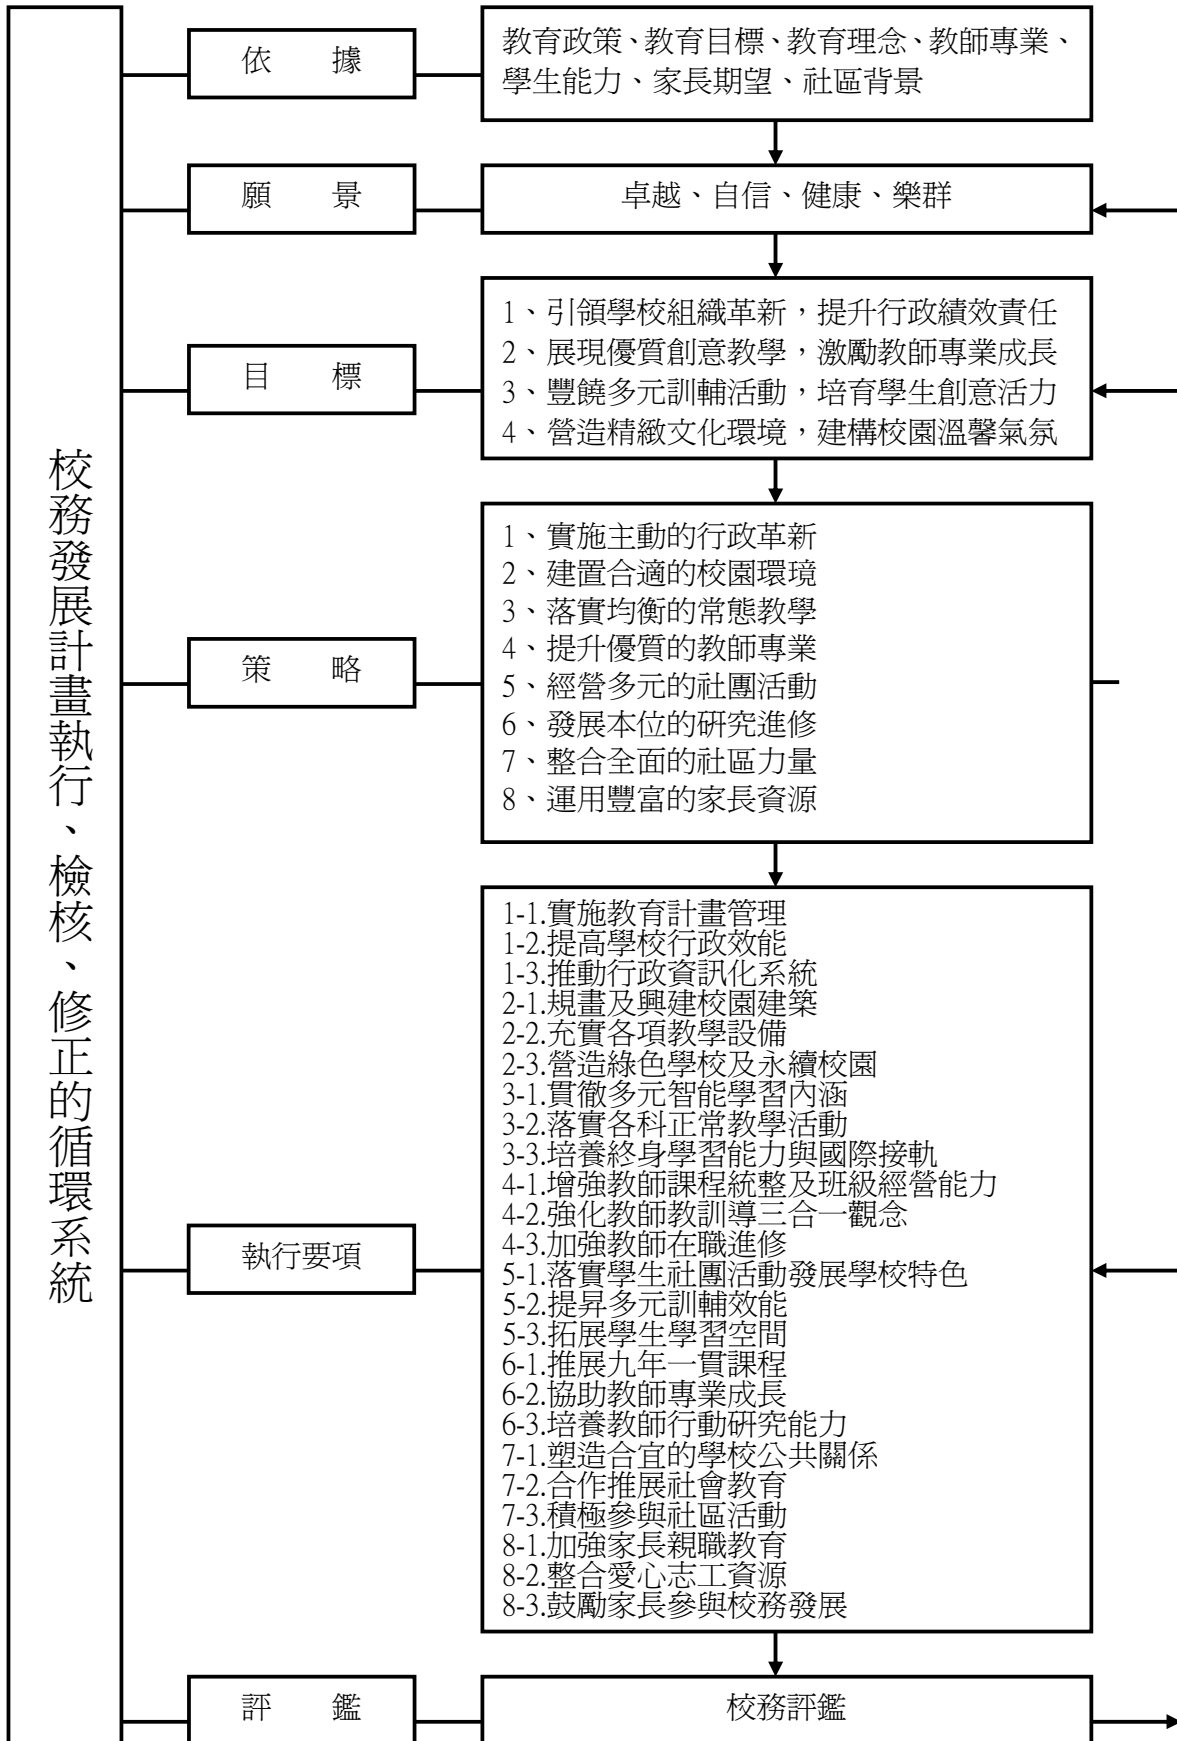 校務發展計畫執行、檢核、修正的循環系統
依　據
教育政策、教育目標、教育理念、教師專業、
學生能力、家長期望、社區背景
願　景
卓越、自信、健康、樂群
目　標
1、引領學校組織革新，提升行政績效責任
2、展現優質創意教學，激勵教師專業成長
3、豐饒多元訓輔活動，培育學生創意活力
4、營造精緻文化環境，建構校園溫馨氣氛
策　略
1、實施主動的行政革新
2、建置合適的校園環境
3、落實均衡的常態教學
4、提升優質的教師專業
5、經營多元的社團活動
6、發展本位的研究進修
7、整合全面的社區力量
8、運用豐富的家長資源
執行要項
1-1.實施教育計畫管理
1-2.提高學校行政效能
1-3.推動行政資訊化系統
2-1.規畫及興建校園建築
2-2.充實各項教學設備
2-3.營造綠色學校及永續校園
3-1.貫徹多元智能學習內涵
3-2.落實各科正常教學活動
3-3.培養終身學習能力與國際接軌
4-1.增強教師課程統整及班級經營能力
4-2.強化教師教訓導三合一觀念
4-3.加強教師在職進修
5-1.落實學生社團活動發展學校特色
5-2.提昇多元訓輔效能
5-3.拓展學生學習空間
6-1.推展九年一貫課程
6-2.協助教師專業成長
6-3.培養教師行動研究能力
7-1.塑造合宜的學校公共關係
7-2.合作推展社會教育
7-3.積極參與社區活動
8-1.加強家長親職教育
8-2.整合愛心志工資源
8-3.鼓勵家長參與校務發展
評　鑑
校務評鑑